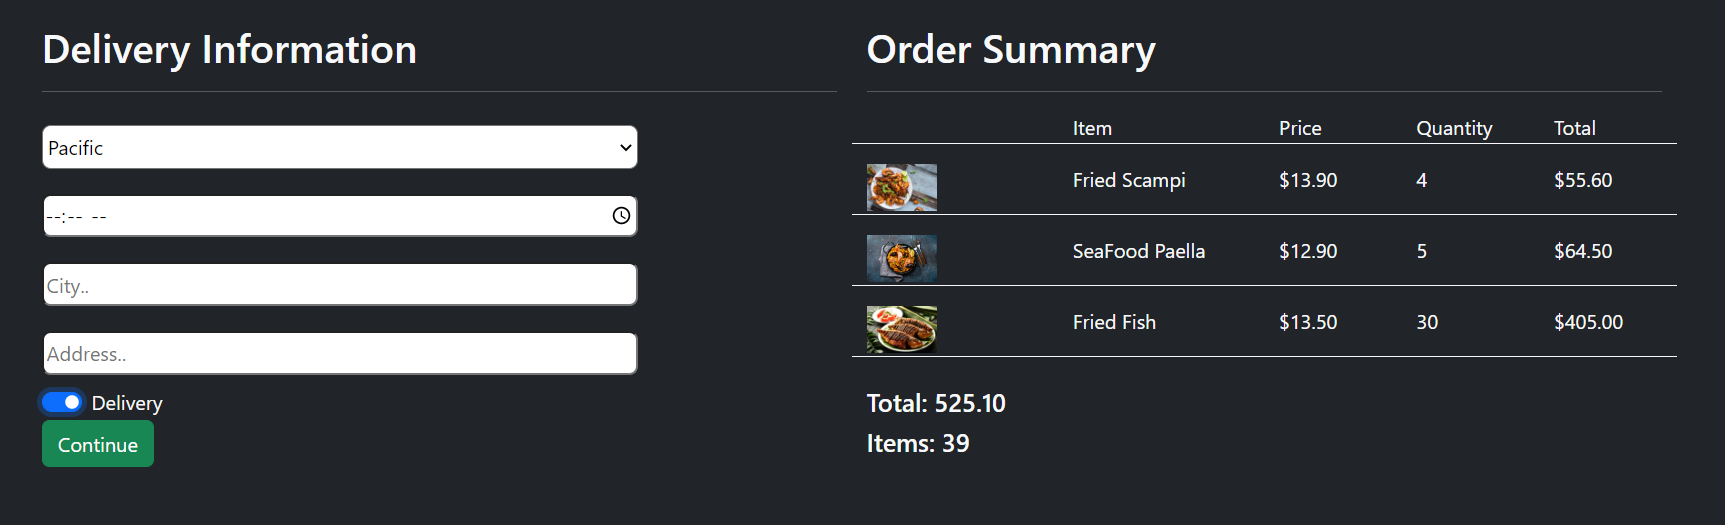 Delivery Information
Pacific
--:-- --
City..
Address..
Delivery
Continue
Order Summary
Item Price Quantity Total
Fried Scampi $13.90 4 $55.60
SeaFood Paella $12.90 5 $64.50
Fried Fish $13.50 30 $405.00
Total: 525.10
Items: 39